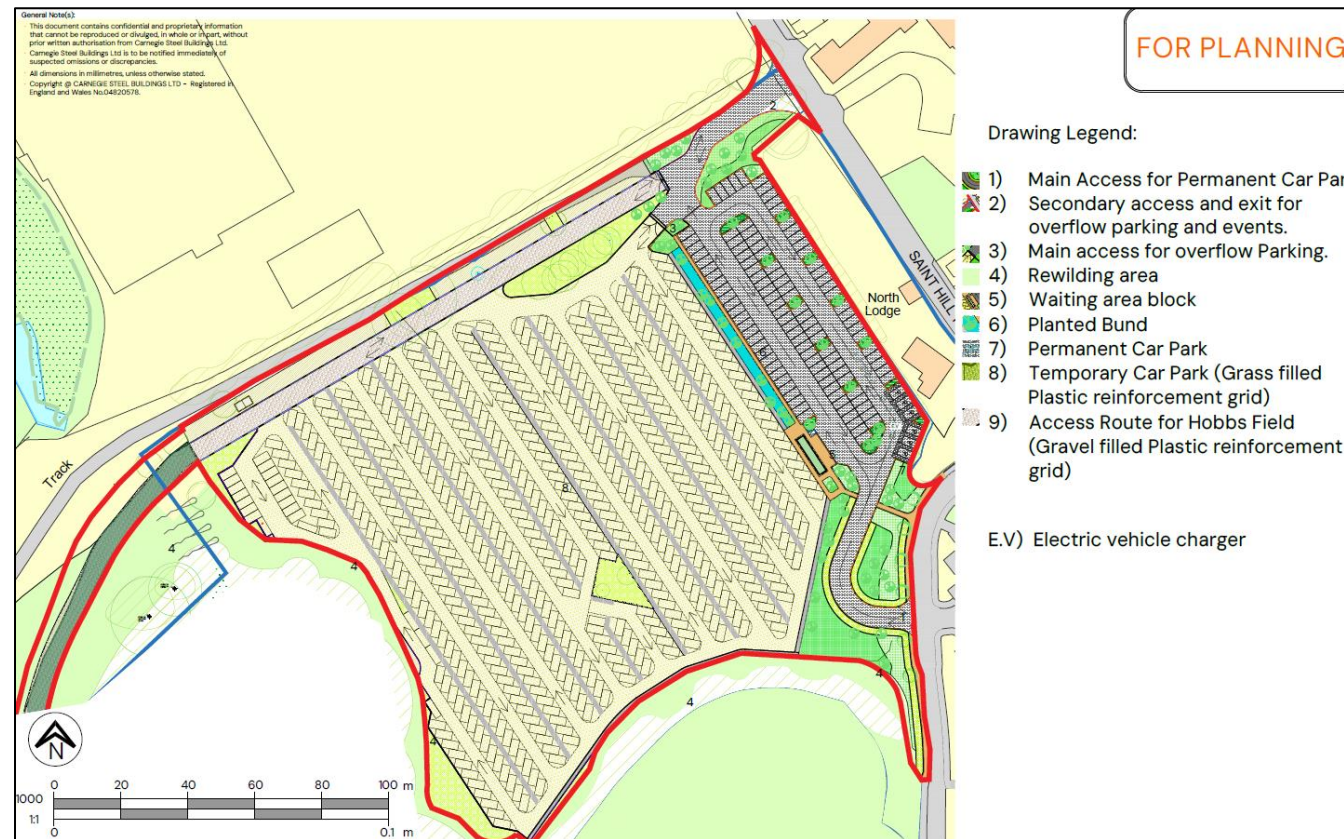 General Note(s):
This document contains confidential and proprietary information
that cannot be reproduced or divulged, in whole or in part, without
prior written authorisation from Carnegie Steel Buildings Ltd.
Carnegie Steel Buildings Ltd is to be notified immediately of
suspected omissions or discrepancies.
All dimensions in millimetres, unless otherwise stated.
Copyright @ CARNEGIE STEEL BUILDINGS LTD - Registered in
England and Wales No.04820578.
FOR PLANNING
Drawing Legend:
1) Main Access for Permanent Car Par
2) Secondary access and exit for
overflow parking and events.
3) Main access for overflow Parking.
4) Rewilding area
5) Waiting area block
6) Planted Bund
7) Permanent Car Park
8) Temporary Car Park (Grass filled
Plastic reinforcement grid)
9) Access Route for Hobbs Field
(Gravel filled Plastic reinforcement
grid)
E.V) Electric vehicle charger
2
3
SAINT HILL
North
Lodge
6
7
8
Track
4
4
4
4
4
1
N
0 20 40 60 80 100 m
1000
1:1
0 0.1 m